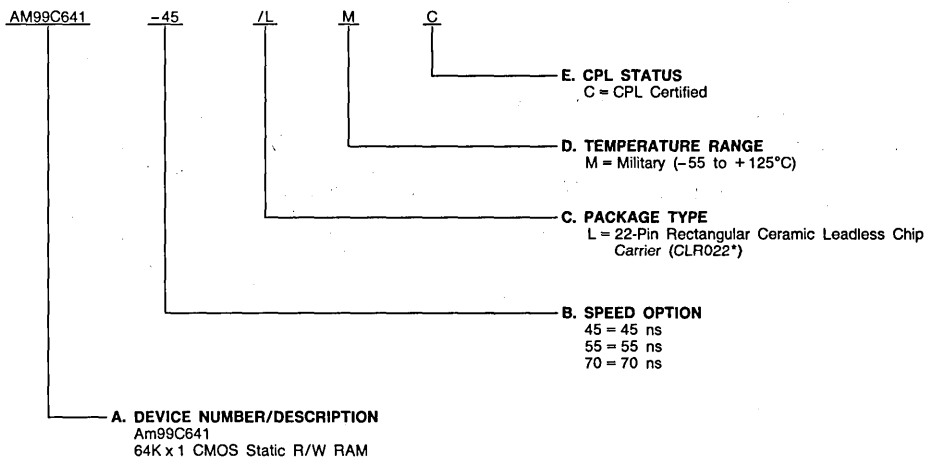 AM99C641 -45 /L M C
E. CPL STATUS
C = CPL Certified
D. TEMPERATURE RANGE
M = Military (-55 to +125°C)
C. PACKAGE TYPE
L = 22-Pin Rectangular Ceramic Leadless Chip
Carrier (CLR022*)
B. SPEED OPTION
45 = 45 ns
55 = 55 ns
70 = 70 ns
A. DEVICE NUMBER/DESCRIPTION
Am99C641
64K x 1 CMOS Static R/W RAM